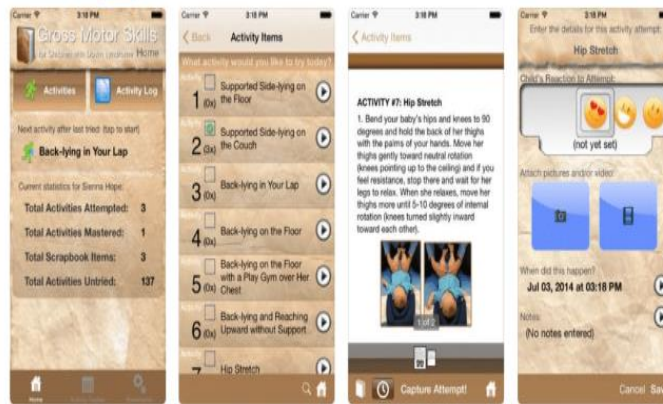 Carrier 3:18 PM
Gross Motor Skills
for Children with Down Syndrome Home
Activities
Activity Log
Next activity after last tried (tap to start)
Back-lying in Your Lap
Current statistics for Sienna Hope:
Total Activities Attempted: 3
Total Activities Mastered: 1
Total Scrapbook Items: 3
Total Activities Untried: 137
Home
Carrier 3:18 PM
Back
Activity Items
What activity would you like to try today?
1 (0x) Supported Side-lying on
the Floor
2 (3x) Supported Side-lying on
the Couch
3 (0x) Back-lying in Your Lap
4 (0x) Back-lying on the Floor
5 (0x) Back-lying on the Floor
with a Play Gym over Her
Chest
6 (0x) Back-lying and Reaching
Upward without Support
7 Hip Stretch
Carrier 3:18 PM
Activity Items
ACTIVITY #7: Hip Stretch
1. Bend your baby's hips and knees to 90
degrees and hold the back of her thighs
with the palms of your hands. Move her
thighs gently toward neutral rotation
(knees pointing up to the ceiling) and if you
feel resistance, stop there and wait for her
legs to relax. When she relaxes, move her
thighs more until 5-10 degrees of internal
rotation (knees turned slightly inward
toward each other).
1 of 2
Capture Attempt!
Carrier 3:18 PM
Enter the details for this activity attempt:
Hip Stretch
Child's Reaction to Attempt:
(not yet set)
Attach pictures and/or video:
When did this happen?
Jul 03, 2014 at 03:18 PM
Notes:
(No notes entered)
Cancel Sav